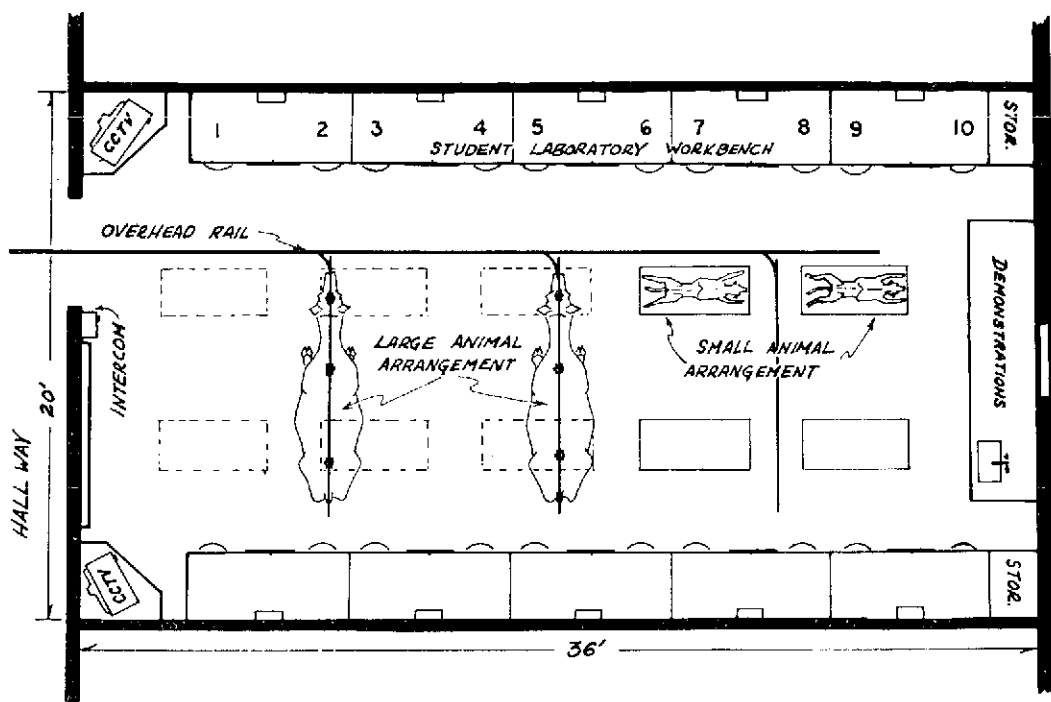 CCTV
1 2 3 4 5 6 7 8 9 10
STUDENT LABORATORY WORKBENCH
STOR.
OVERHEAD RAIL
LARGE ANIMAL
ARRANGEMENT
SMALL ANIMAL
ARRANGEMENT
DEMONSTRATIONS
INTERCOM
20'
HALL WAY
CCTV
STOR.
36'